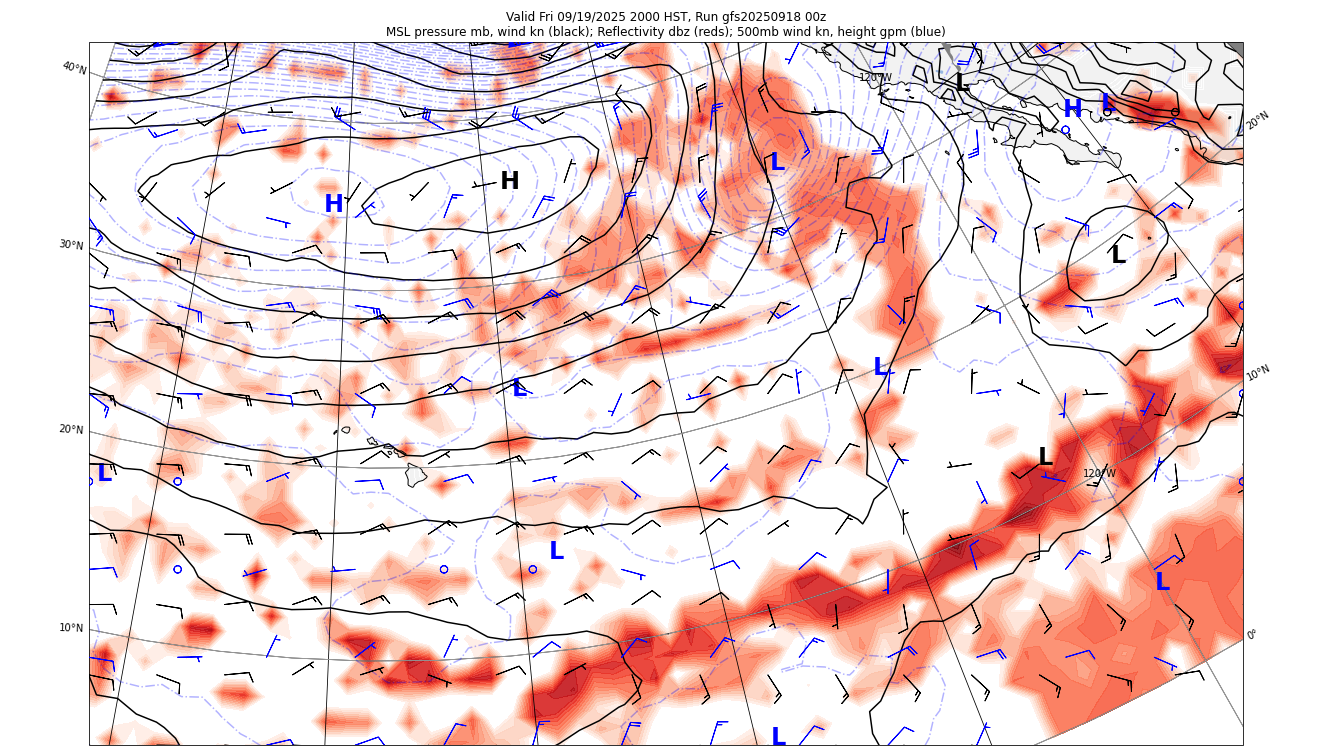 Valid Fri 09/19/2025 2000 HST, Run gfs20250918 00z
MSL pressure mb, wind kn (black); Reflectivity dbz (reds); 500mb wind kn, height gpm (blue)
40°N
120°W
L
H
L
20°N
L
H
H
30°N
L
L
L
10°N
20°N
L
L
120°W
L
L
10°N
0°
L